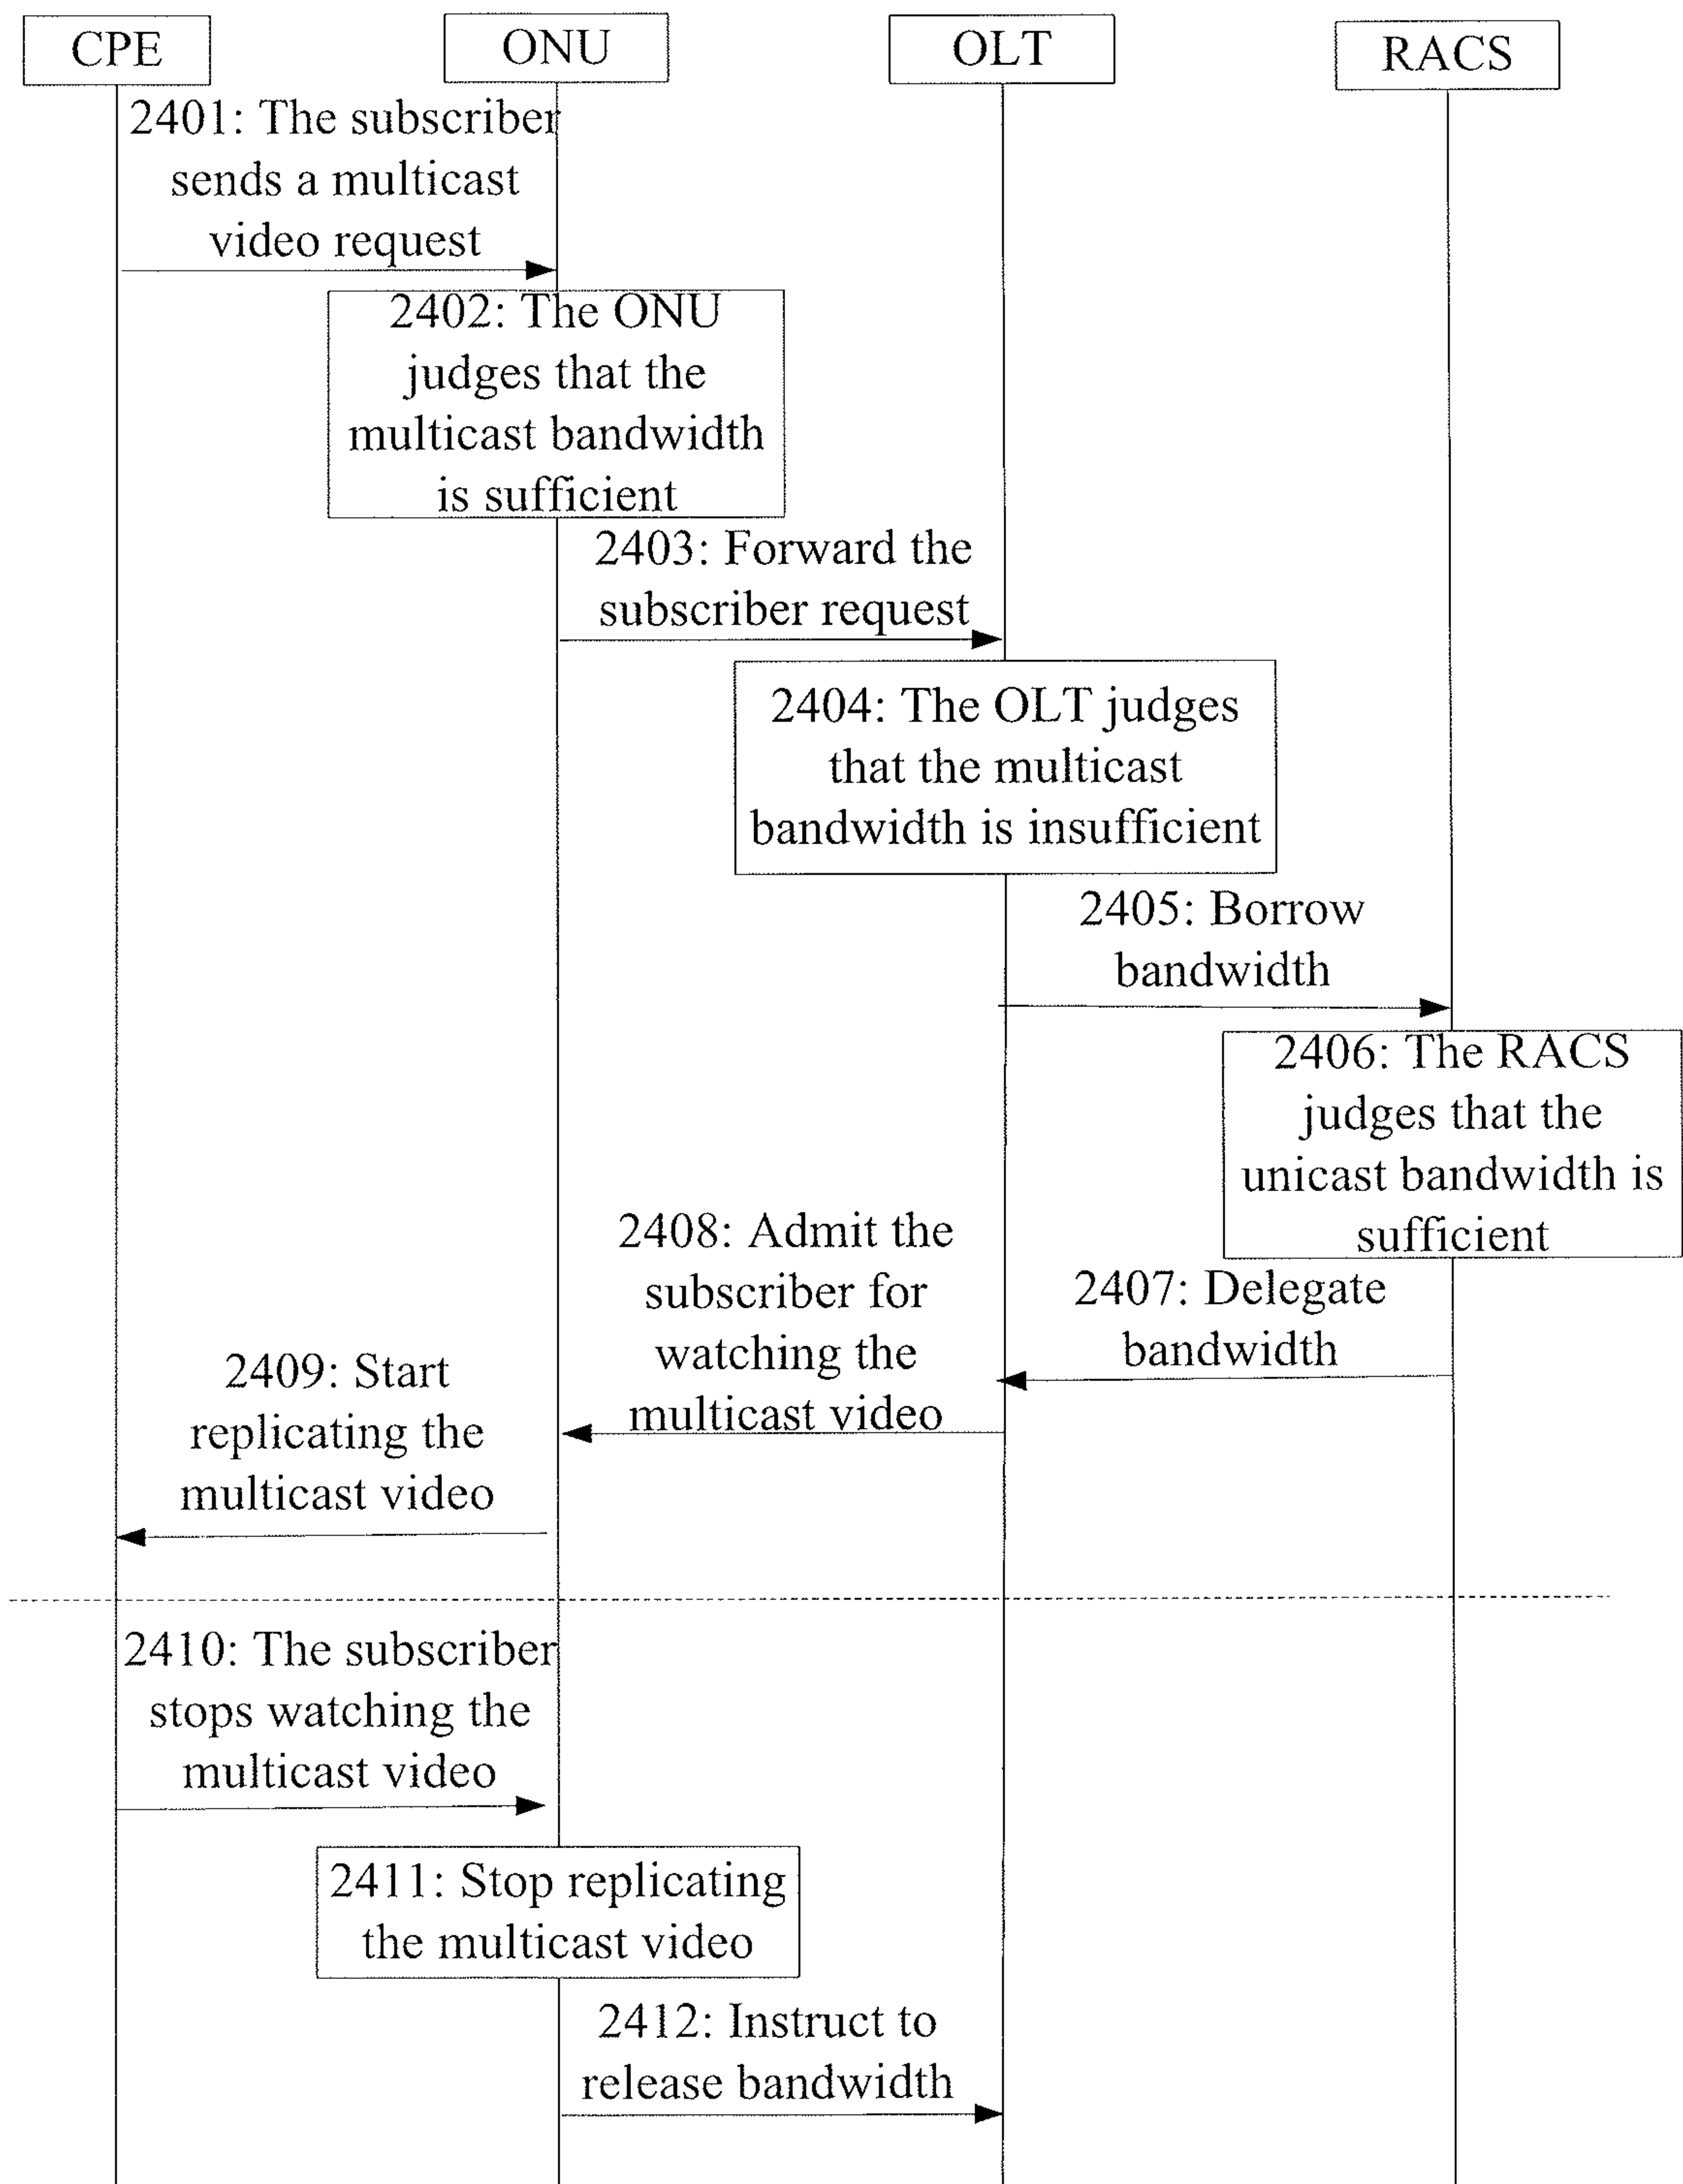 CPE
ONU
OLT
RACS
2401: The subscriber
sends a multicast
video request
2402: The ONU
judges that the
multicast bandwidth
is sufficient
2403: Forward the
subscriber request
2404: The OLT judges
that the multicast
bandwidth is insufficient
2405: Borrow
bandwidth
2406: The RACS
judges that the
unicast bandwidth is
sufficient
2407: Delegate
bandwidth
2408: Admit the
subscriber for
watching the
multicast video
2409: Start
replicating the
multicast video
2410: The subscriber
stops watching the
multicast video
2411: Stop replicating
the multicast video
2412: Instruct to
release bandwidth